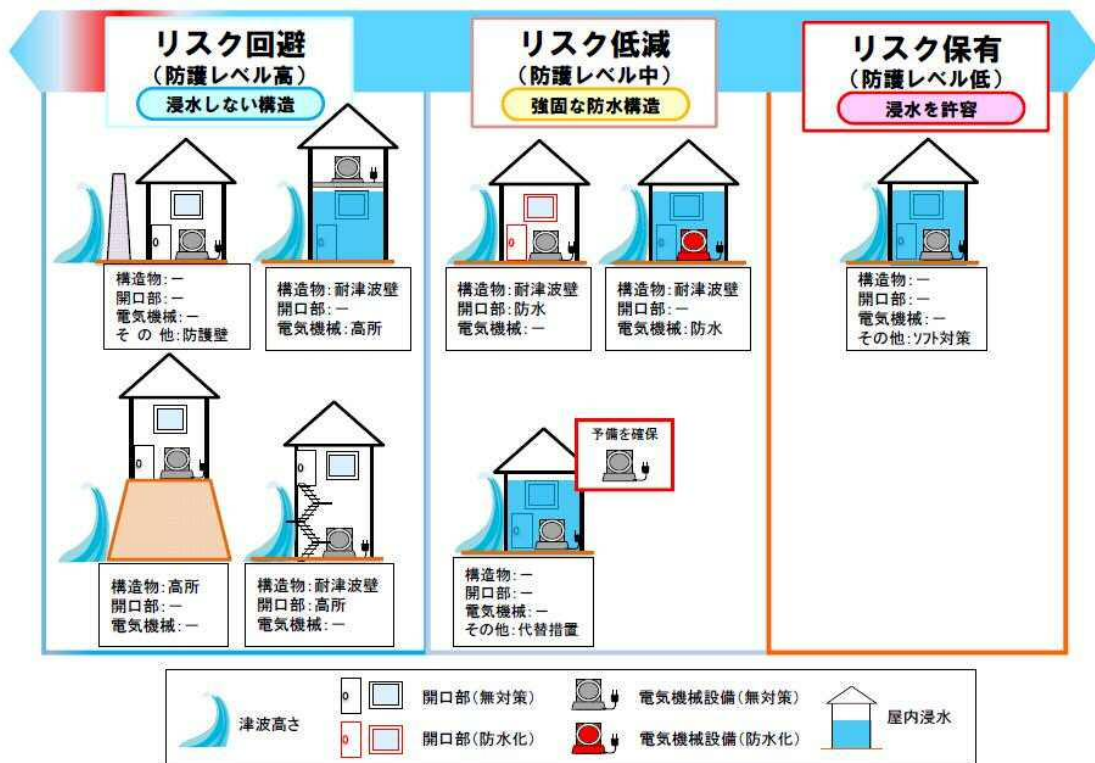 リスク回避
(防護レベル高)
浸水しない構造
リスク低減
(防護レベル中)
強固な防水構造
リスク保有
(防護レベル低)
浸水を許容
構造物:－
開口部:－
電気機械:－
そ の 他:防護壁
構造物:耐津波壁
開口部:－
電気機械:高所
構造物:耐津波壁
開口部:防水
電気機械:－
構造物:耐津波壁
開口部:－
電気機械:防水
構造物:－
開口部:－
電気機械:－
その他:ソフト対策
構造物:高所
開口部:－
電気機械:－
構造物:耐津波壁
開口部:高所
電気機械:－
予備を確保
構造物:－
開口部:－
電気機械:－
その他:代替措置
津波高さ
開口部(無対策)
開口部(防水化)
電気機械設備(無対策)
電気機械設備(防水化)
屋内浸水